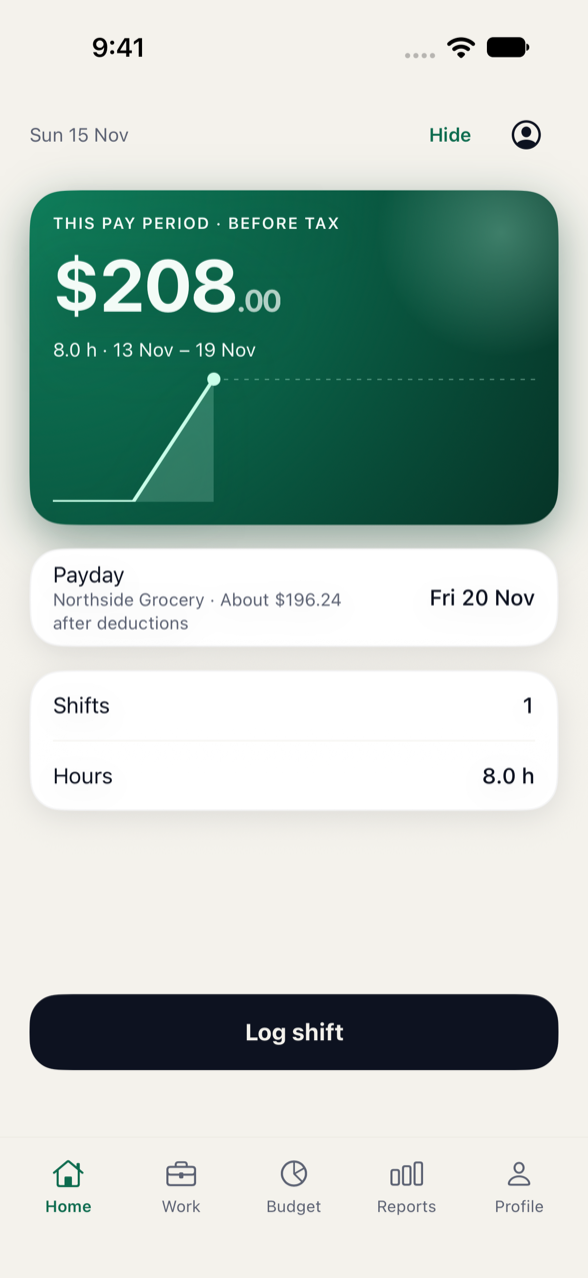 9:41
Sun 15 Nov
Hide
THIS PAY PERIOD · BEFORE TAX
$208.00
8.0 h · 13 Nov – 19 Nov
Payday
Northside Grocery · About $196.24
after deductions
Fri 20 Nov
Shifts
1
Hours
8.0 h
Log shift
Home
Work
Budget
Reports
Profile